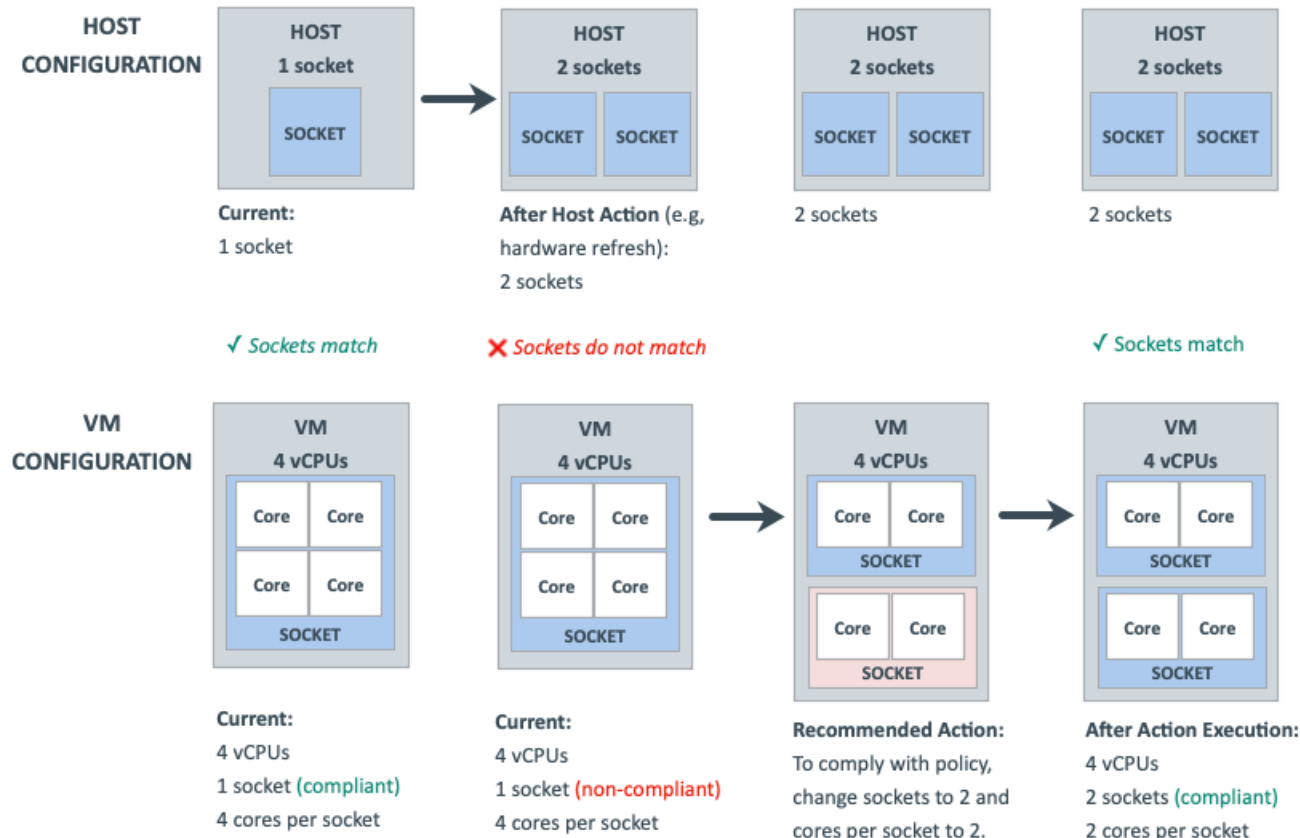 HOST
CONFIGURATION
HOST
1 socket
SOCKET
Current:
1 socket
HOST
2 sockets
SOCKET SOCKET
After Host Action (e.g,
hardware refresh):
2 sockets
HOST
2 sockets
SOCKET SOCKET
2 sockets
HOST
2 sockets
SOCKET SOCKET
2 sockets
✓ Sockets match
❌ Sockets do not match
✓ Sockets match
VM
CONFIGURATION
VM
4 vCPUs
Core Core
Core Core
SOCKET
Current:
4 vCPUs
1 socket (compliant)
4 cores per socket
VM
4 vCPUs
Core Core
Core Core
SOCKET
Current:
4 vCPUs
1 socket (non-compliant)
4 cores per socket
VM
4 vCPUs
Core Core
SOCKET
Core Core
SOCKET
Recommended Action:
To comply with policy,
change sockets to 2 and
cores per socket to 2.
VM
4 vCPUs
Core Core
SOCKET
Core Core
SOCKET
After Action Execution:
4 vCPUs
2 sockets (compliant)
2 cores per socket